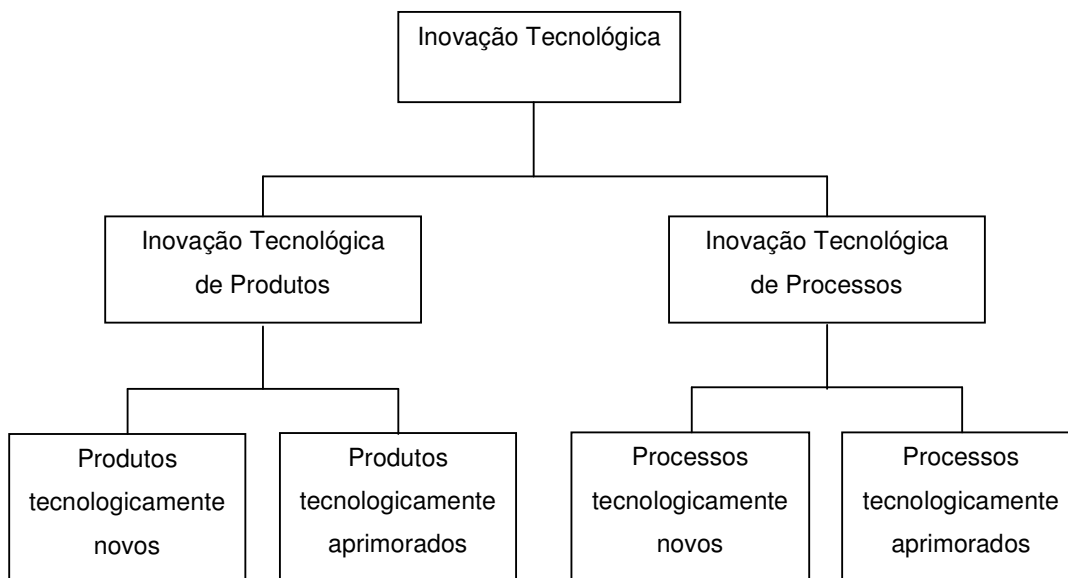 Inovação Tecnológica
Inovação Tecnológica
de Produtos
Inovação Tecnológica
de Processos
Produtos
tecnologicamente
novos
Produtos
tecnologicamente
aprimorados
Processos
tecnologicamente
novos
Processos
tecnologicamente
aprimorados